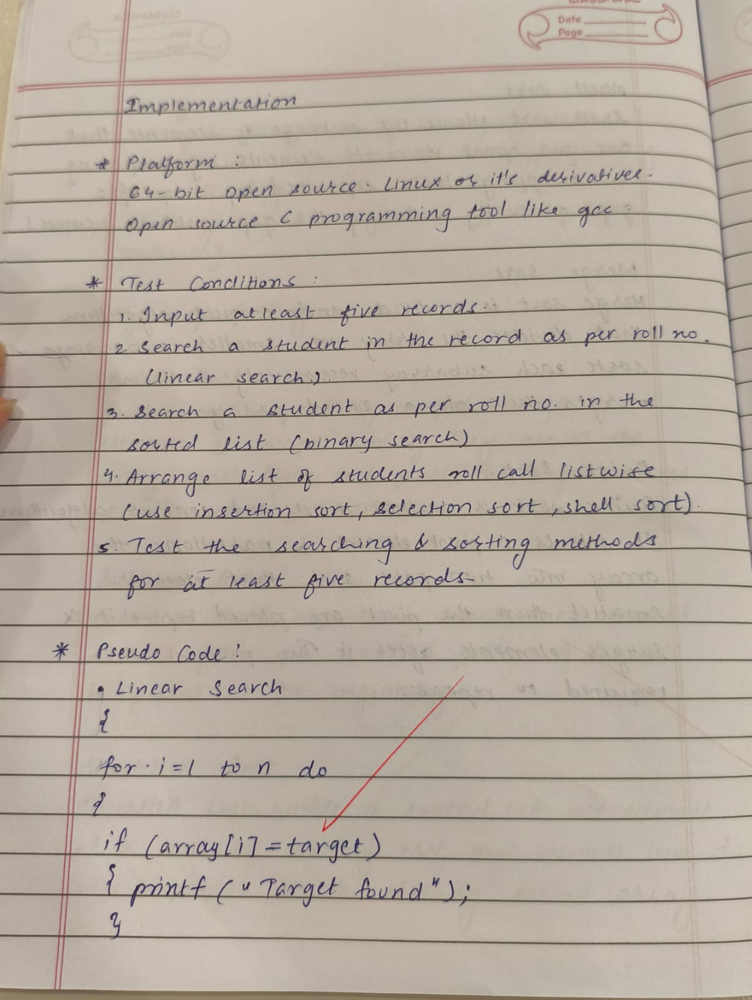 Date
Page
Implementation
* Platform :
64-bit open source. Linux or it's derivatives.
Open source C programming tool like gcc.
* Test Conditions :
1. Input atleast five records.
2 Search a student in the record as per roll no.
(linear search).
3. Search a student as per roll no. in the
sorted list (binary search)
4. Arrange list of students roll call listwise
(use insertion sort, selection sort, shell sort).
5. Test the searching & sorting methods
for at least five records
* Pseudo Code :
• Linear Search
{
for i=1 to n do
{
if (array[i] = target)
{ printf ("Target found");
}